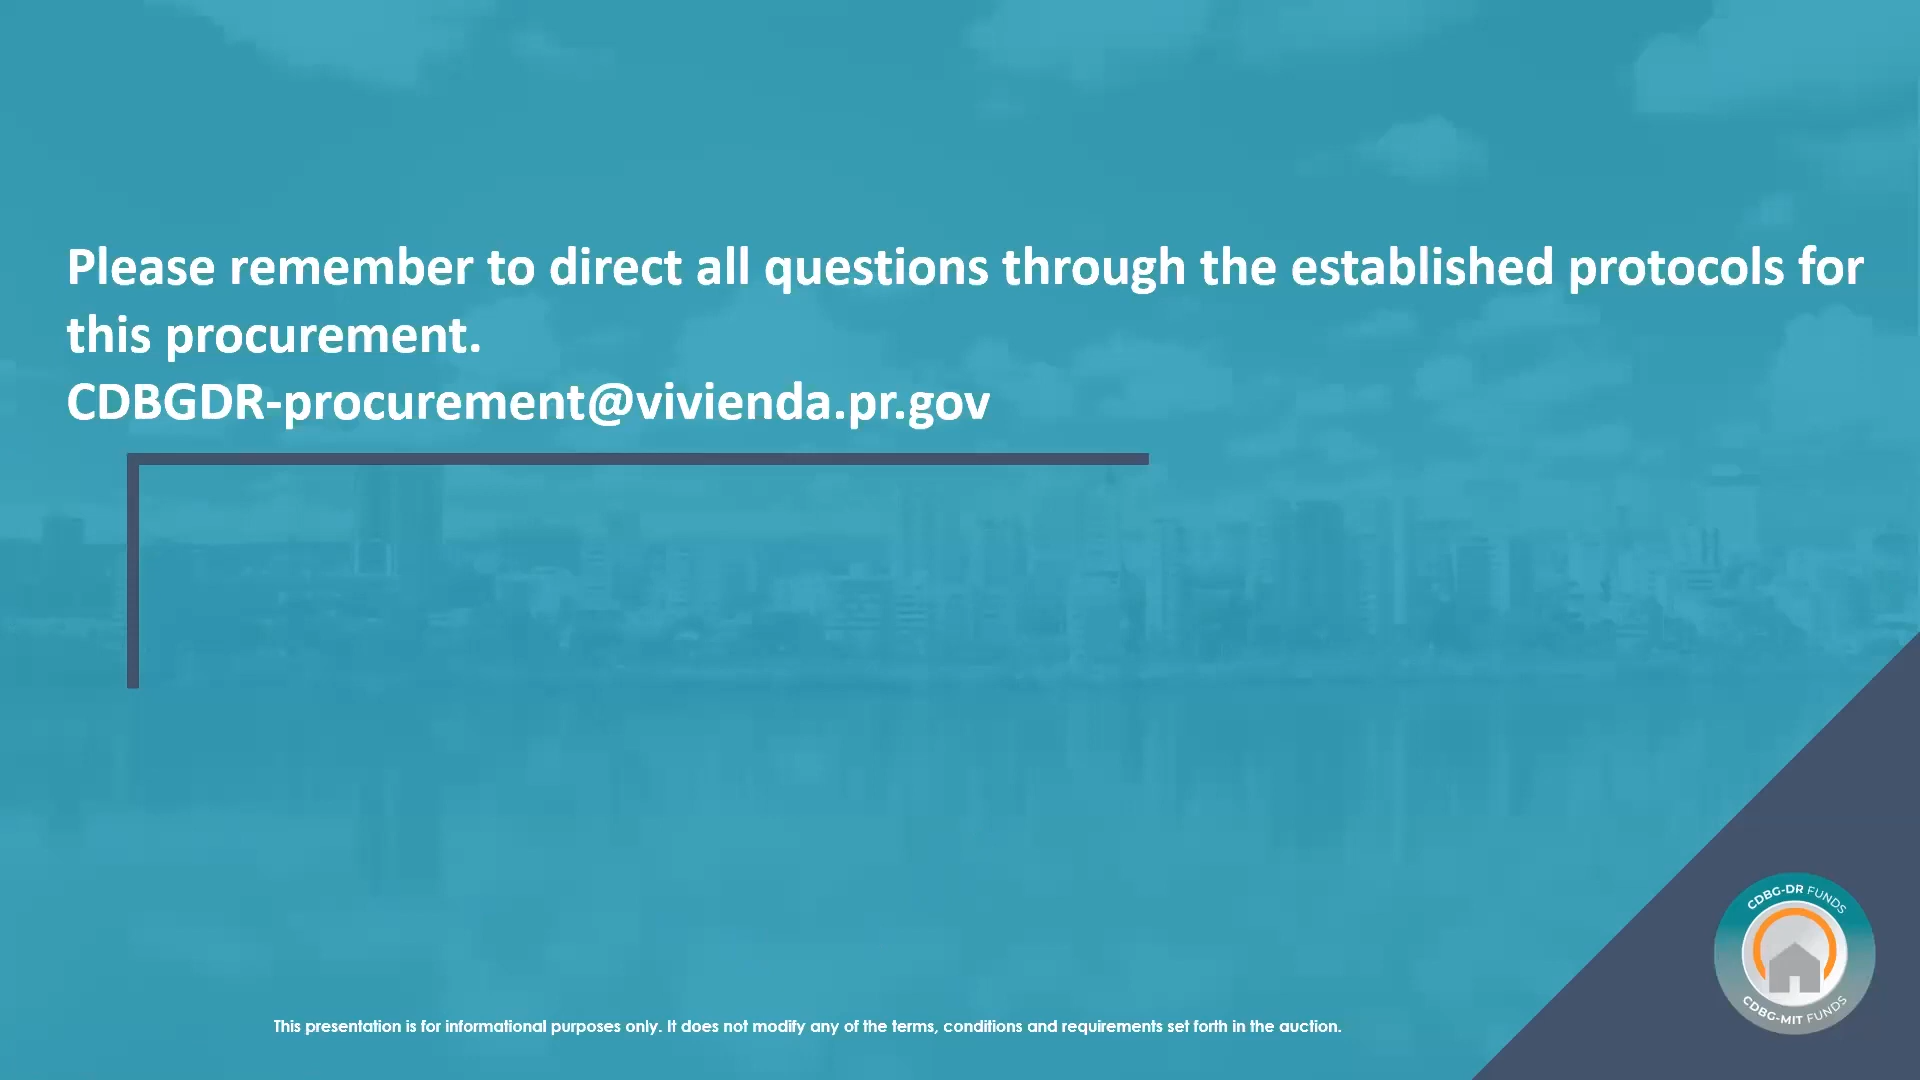 Please remember to direct all questions through the established protocols for
this procurement.
CDBGDR-procurement@vivienda.pr.gov
CDBG-DR FUNDS
CDBG-MIT FUNDS
This presentation is for informational purposes only. It does not modify any of the terms, conditions and requirements set forth in the auction.